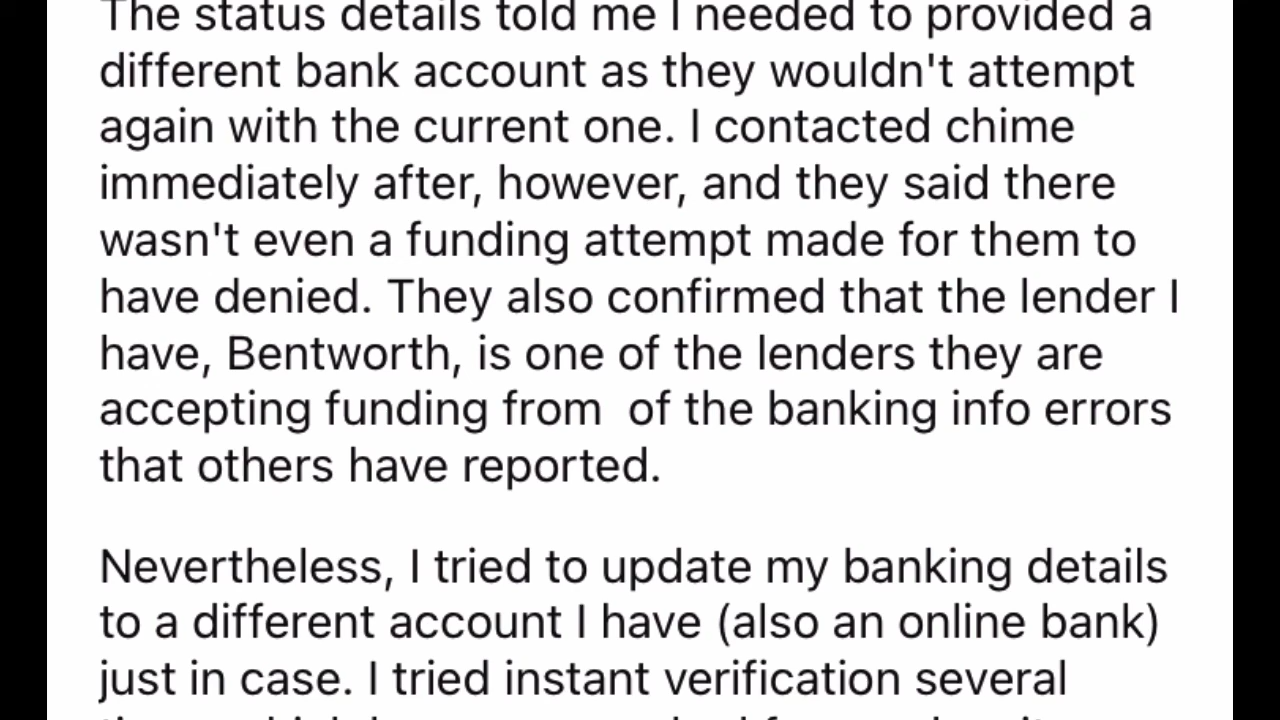 The status details told me I needed to provided a
different bank account as they wouldn't attempt
again with the current one. I contacted chime
immediately after, however, and they said there
wasn't even a funding attempt made for them to
have denied. They also confirmed that the lender I
have, Bentworth, is one of the lenders they are
accepting funding from  of the banking info errors
that others have reported.
Nevertheless, I tried to update my banking details
to a different account I have (also an online bank)
just in case. I tried instant verification several